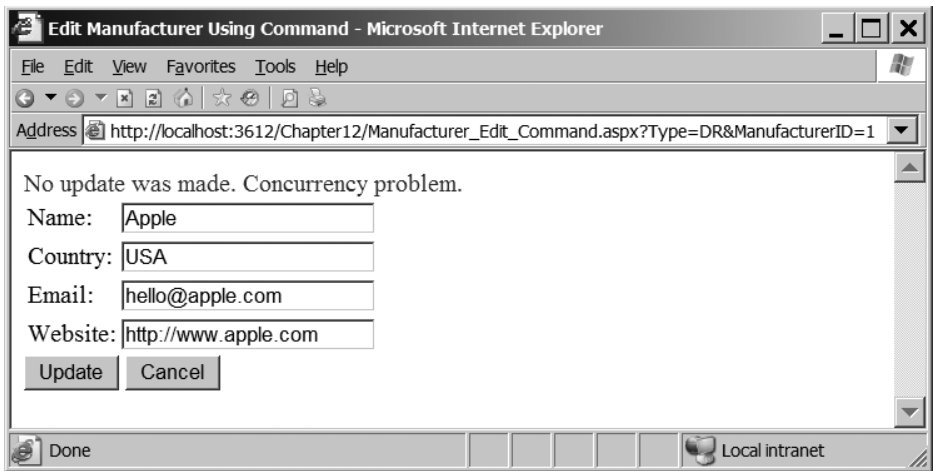 Edit Manufacturer Using Command - Microsoft Internet Explorer
File Edit View Favorites Tools Help
Address http://localhost:3612/Chapter12/Manufacturer_Edit_Command.aspx?Type=DR&ManufacturerID=1
No update was made. Concurrency problem.
Name: Apple
Country: USA
Email: hello@apple.com
Website: http://www.apple.com
Update Cancel
Done Local intranet